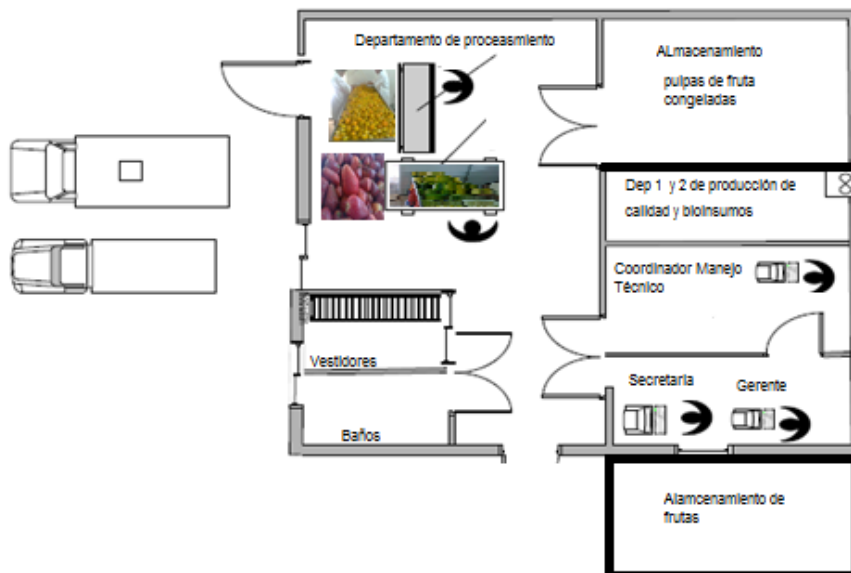 Departamento de proceasmiento
ALmacenamiento
pulpas de fruta
congeladas
Dep 1 y 2 de producción de
calidad y bioinsumos
Coordinador Manejo
Técnico
Vestidores
Secretaria
Gerente
Baños
Alamcenamiento de
frutas